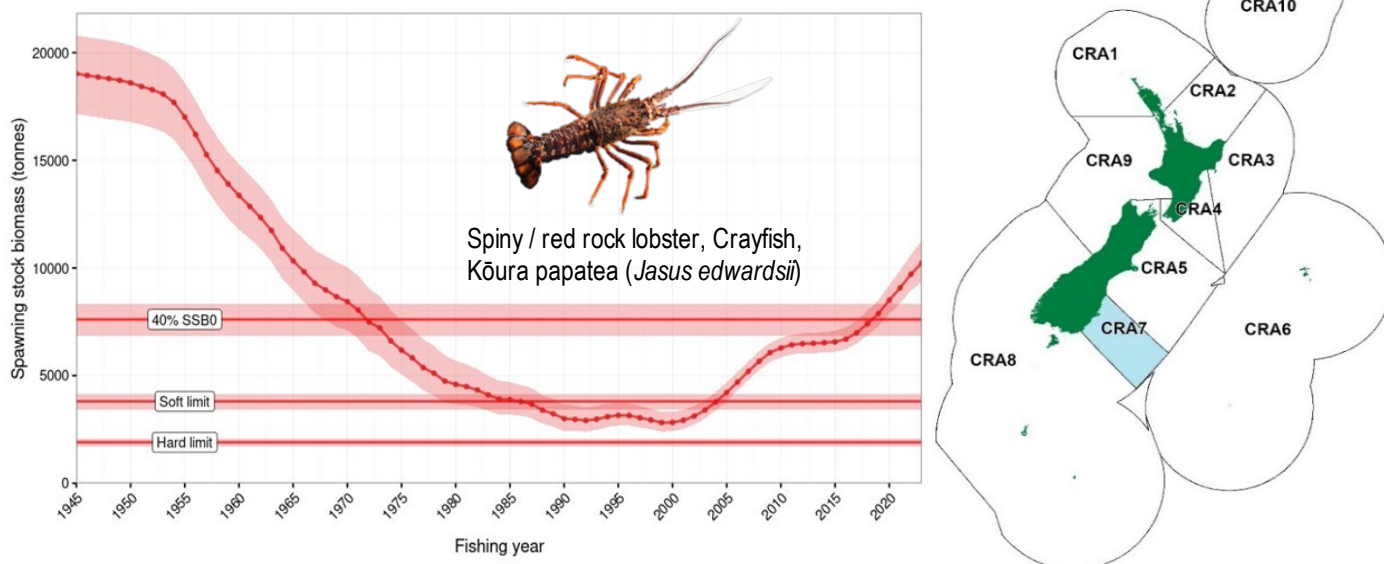 Spawning stock biomass (tonnes)
20000
15000
10000
5000
0
40% SSB0
Soft limit
Hard limit
Spiny / red rock lobster, Crayfish,
Kōura papatea (Jasus edwardsii)
1945
1950
1955
1960
1965
1970
1975
1980
1985
1990
1995
2000
2005
2010
2015
2020
Fishing year
CRA10
CRA1
CRA2
CRA9
CRA3
CRA4
CRA5
CRA7
CRA6
CRA8